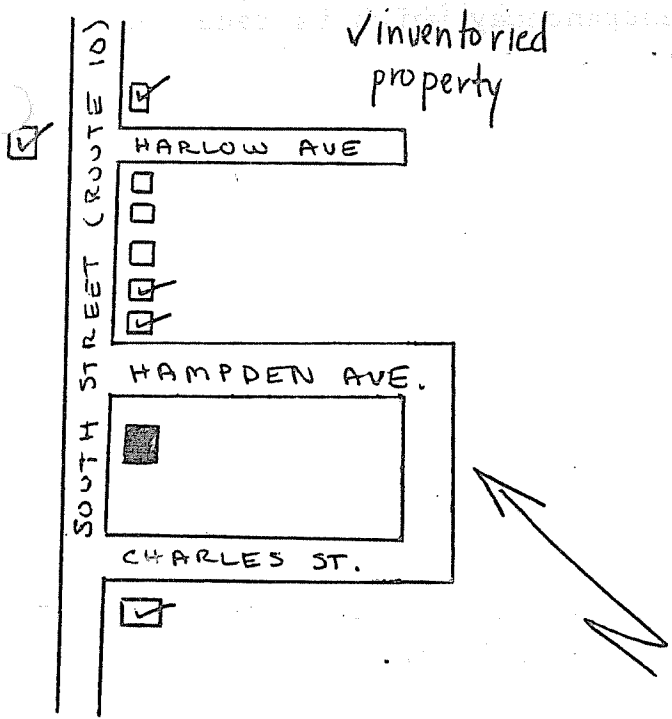 ✓inventoried
property
SOUTH STREET (ROUTE 10)
HARLOW AVE
HAMPDEN AVE.
CHARLES ST.